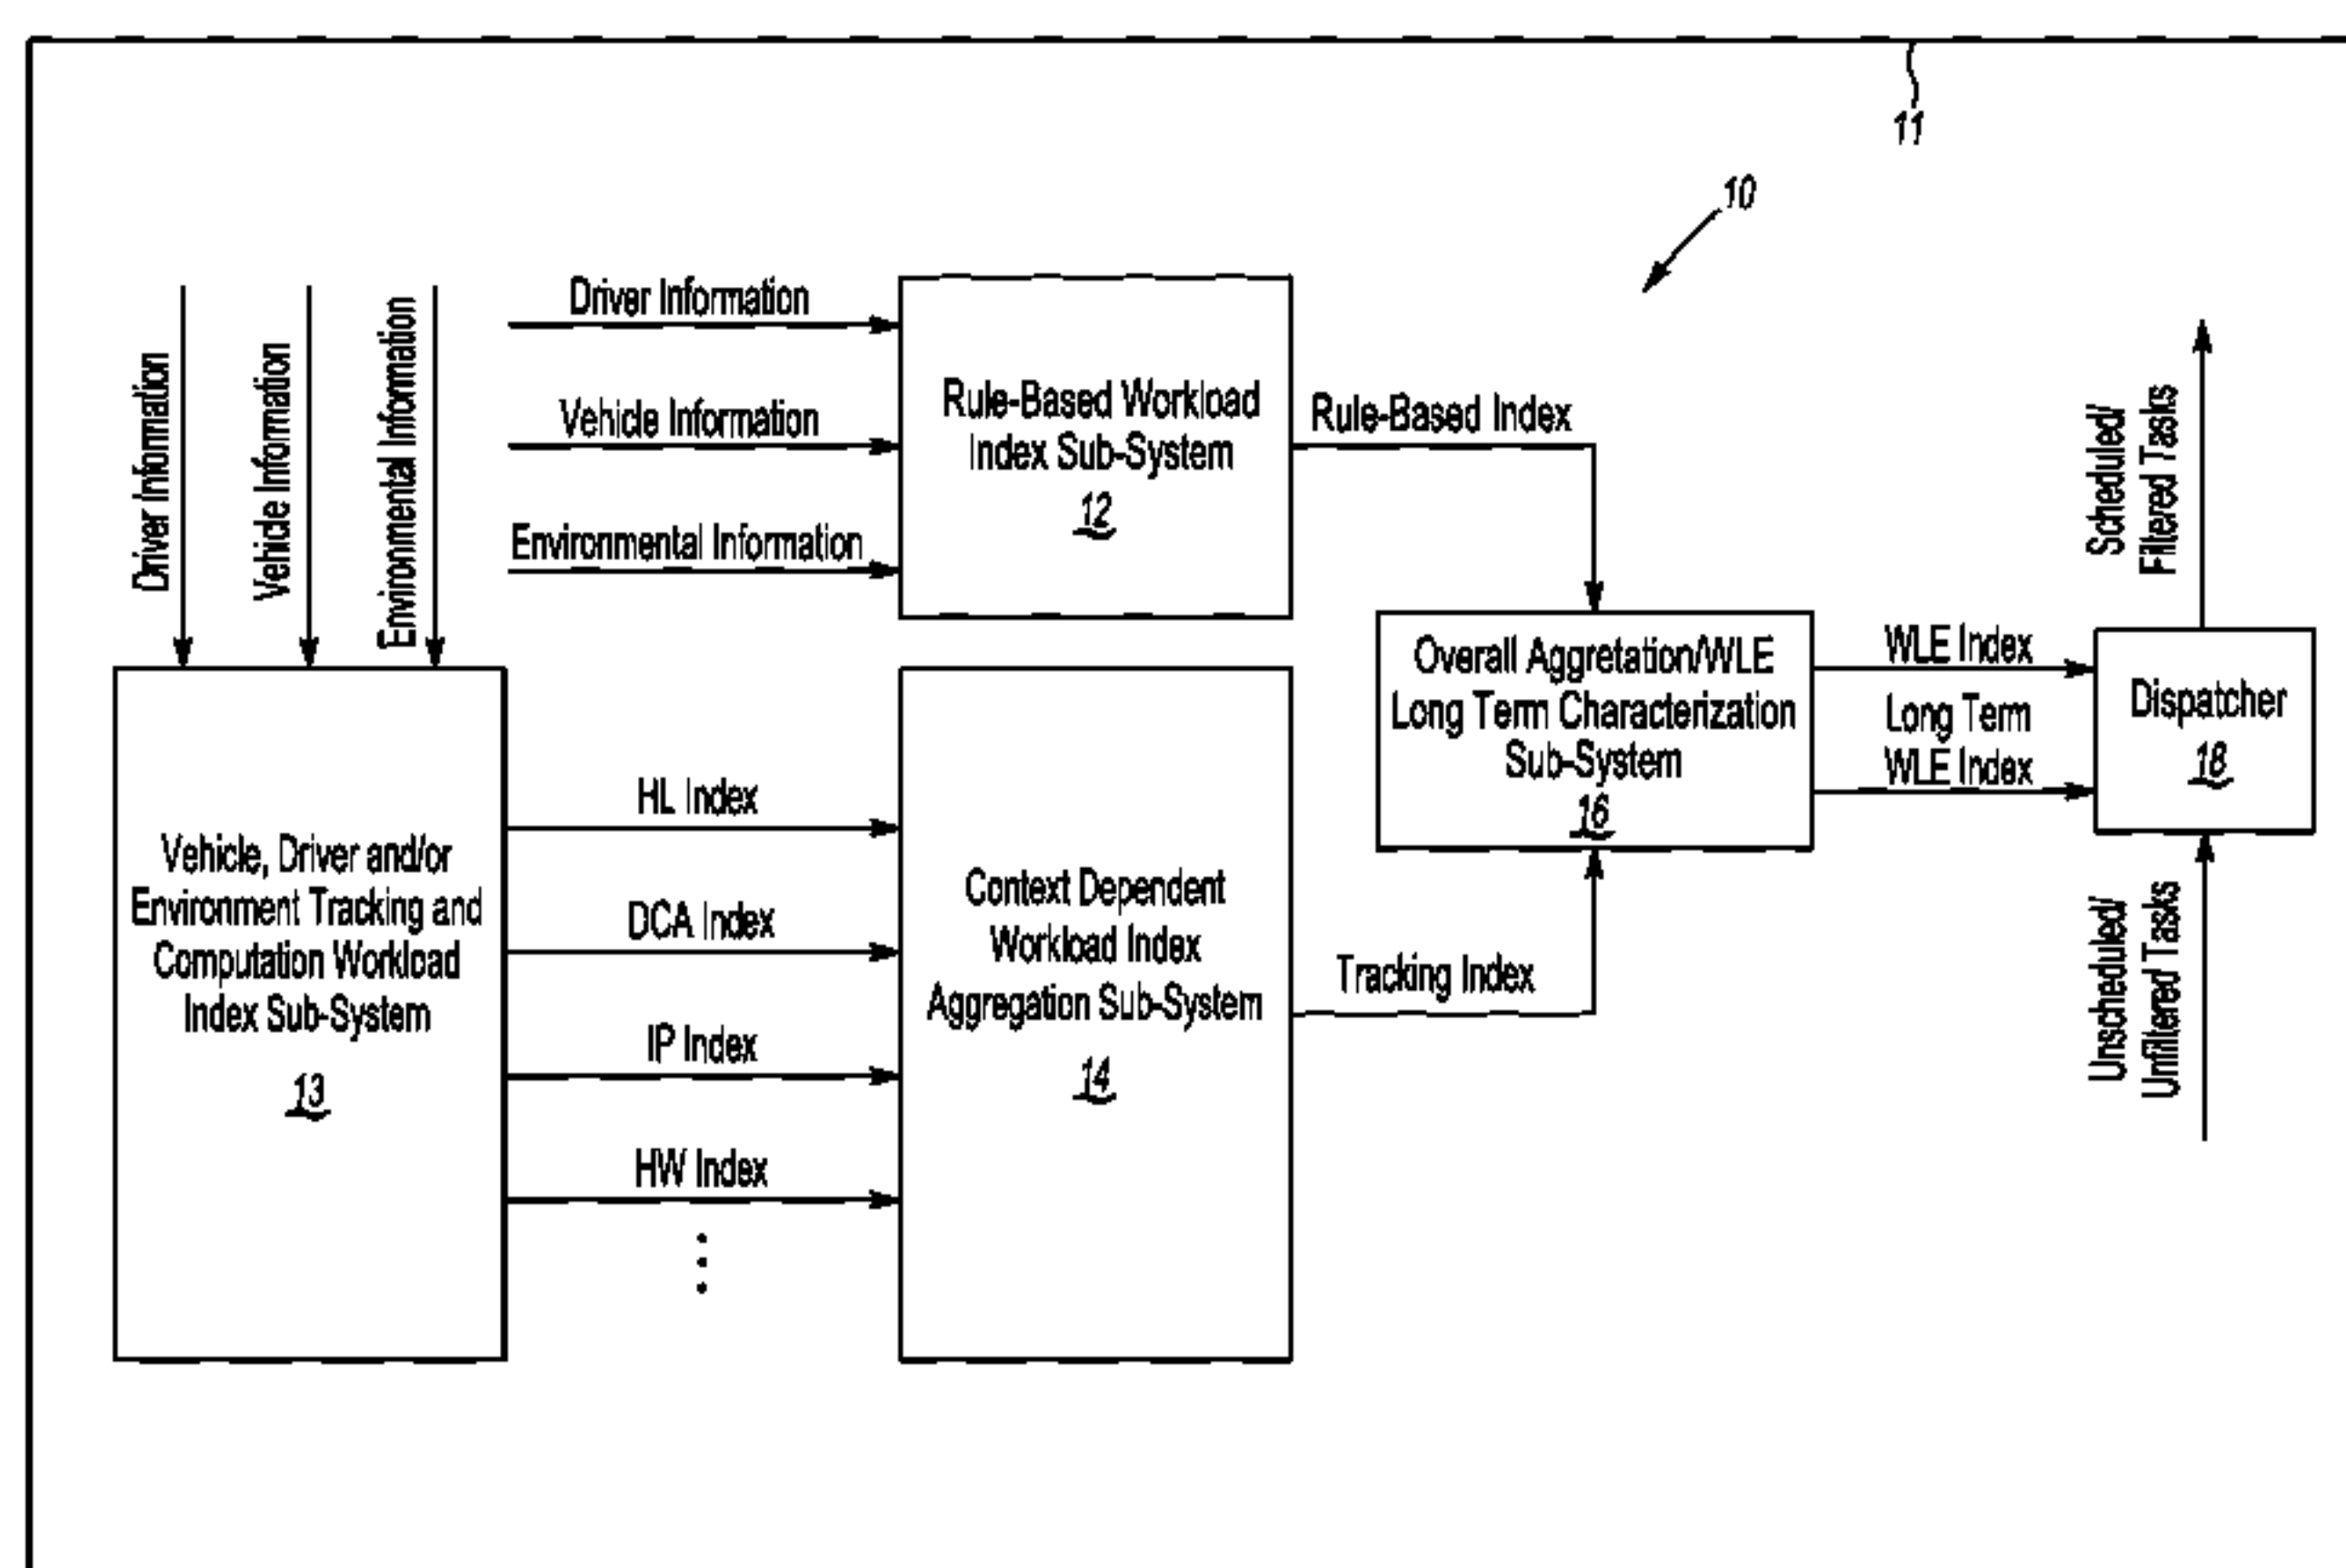 11
10
Driver Information
Vehicle Information
Environmental Information
Driver Information
Vehicle Information
Environmental Information
Rule-Based Workload
Index Sub-System
12
Rule-Based Index
Scheduled/
Filtered Tasks
Overall Aggretation/WLE
Long Term Characterization
Sub-System
16
WLE Index
Long Term
WLE Index
Dispatcher
18
Vehicle, Driver and/or
Environment Tracking and
Computation Workload
Index Sub-System
13
HL Index
DCA Index
IP Index
HW Index
Context Dependent
Workload Index
Aggregation Sub-System
14
Tracking Index
Unscheduled/
Unfiltered Tasks